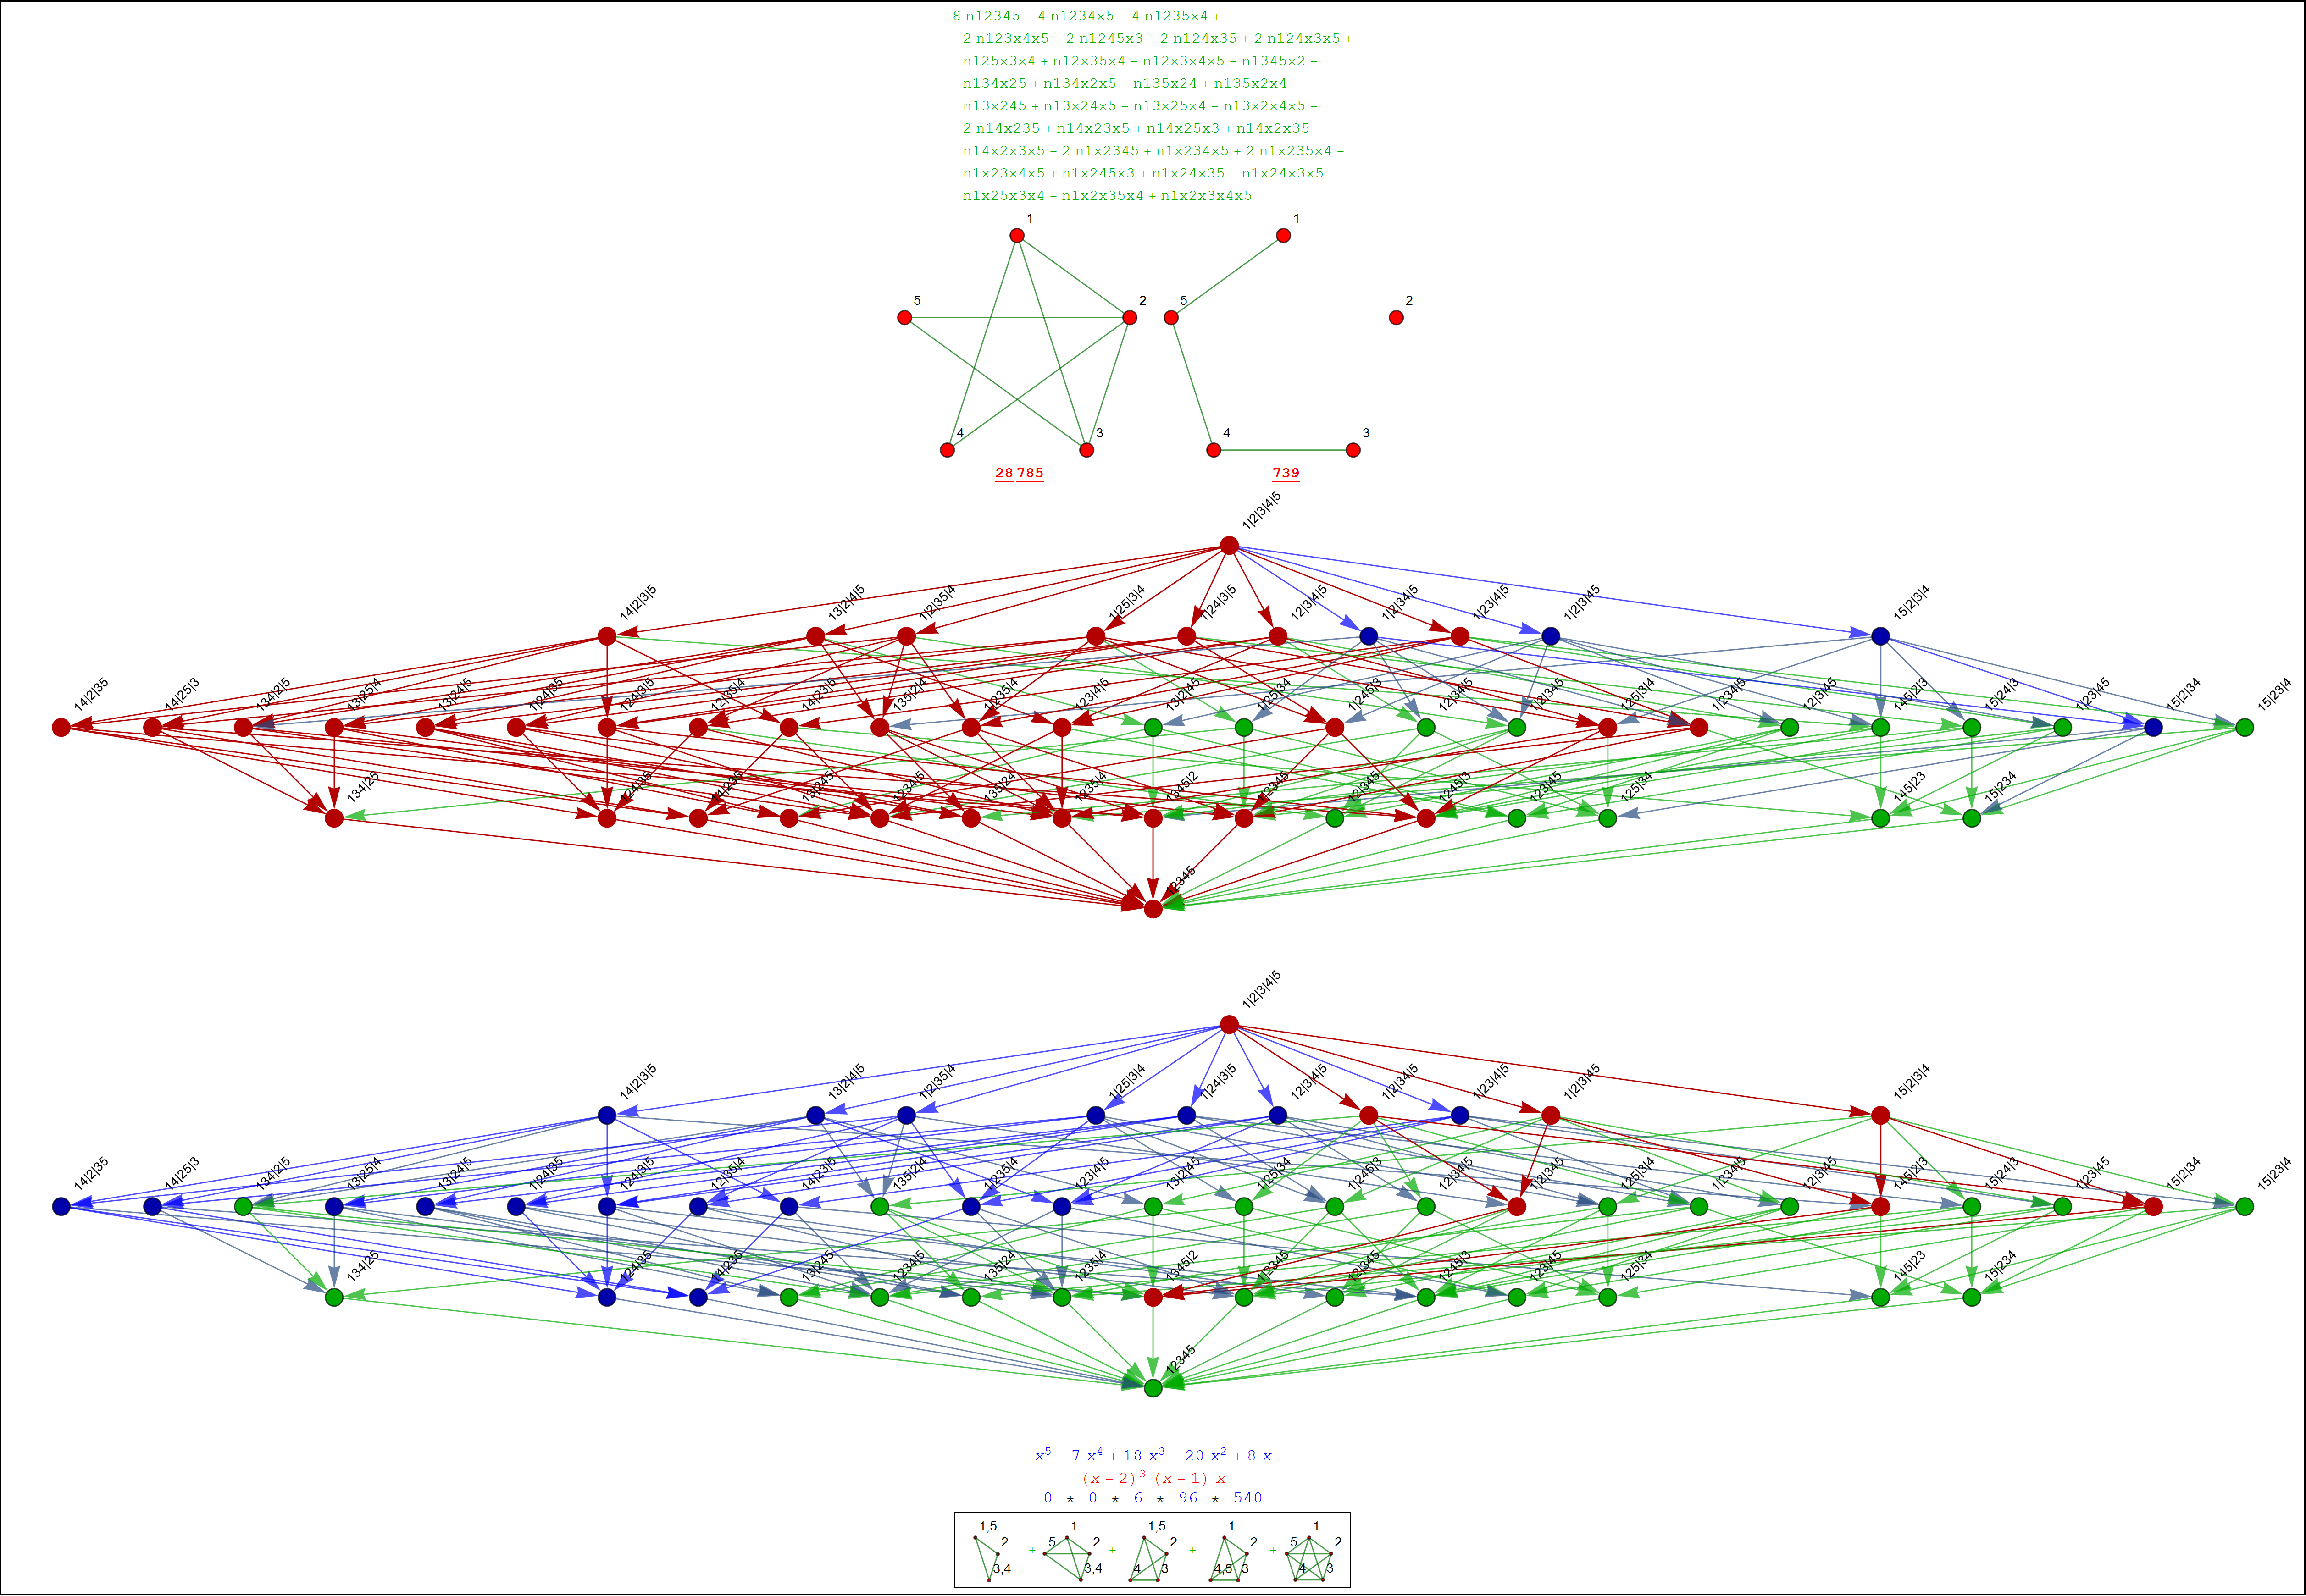 8 n12345 – 4 n1234x5 – 4 n1235x4 +
2 n123x4x5 – 2 n1245x3 – 2 n124x35 + 2 n124x3x5 +
n125x3x4 + n12x35x4 – n12x3x4x5 – n1345x2 –
n134x25 + n134x2x5 – n135x24 + n135x2x4 –
n13x245 + n13x24x5 + n13x25x4 – n13x2x4x5 –
2 n14x235 + n14x23x5 + n14x25x3 + n14x2x35 –
n14x2x3x5 – 2 n1x2345 + n1x234x5 + 2 n1x235x4 –
n1x23x4x5 + n1x245x3 + n1x24x35 – n1x24x3x5 –
n1x25x3x4 – n1x2x35x4 + n1x2x3x4x5
1 1
5 2 5 2
4 3 4 3
28 785 739
1|2|3|4|5
14|2|3|5 13|2|4|5 1|2|35|4 1|25|3|4 1|24|3|5 12|3|4|5 1|2|34|5 1|23|4|5 1|2|3|45 15|2|3|4
14|2|35 14|25|3 134|2|5 13|25|4 13|24|5 1|24|35 124|3|5 12|35|4 14|23|5 135|2|4 1|235|4 123|4|5 13|2|45 1|25|34 1|245|3 12|34|5 1|2|345 125|3|4 1|234|5 12|3|45 145|2|3 15|24|3 1|23|45 15|2|34 15|23|4
134|25 124|35 14|235 13|245 1234|5 135|24 1235|4 1345|2 1|2345 12|345 1245|3 123|45 125|34 145|23 15|234
12345
1|2|3|4|5
14|2|3|5 13|2|4|5 1|2|35|4 1|25|3|4 1|24|3|5 12|3|4|5 1|2|34|5 1|23|4|5 1|2|3|45 15|2|3|4
14|2|35 14|25|3 134|2|5 13|25|4 13|24|5 1|24|35 124|3|5 12|35|4 14|23|5 135|2|4 1|235|4 123|4|5 13|2|45 1|25|34 1|245|3 12|34|5 1|2|345 125|3|4 1|234|5 12|3|45 145|2|3 15|24|3 1|23|45 15|2|34 15|23|4
134|25 124|35 14|235 13|245 1234|5 135|24 1235|4 1345|2 1|2345 12|345 1245|3 123|45 125|34 145|23 15|234
12345
x⁵ – 7 x⁴ + 18 x³ – 20 x² + 8 x
(x – 2)³ (x – 1) x
0 * 0 * 6 * 96 * 540
1,5 2 3,4 + 1 5 2 3,4 + 1,5 2 4 3 + 1 2 4,5 3 + 1 5 2 4 3